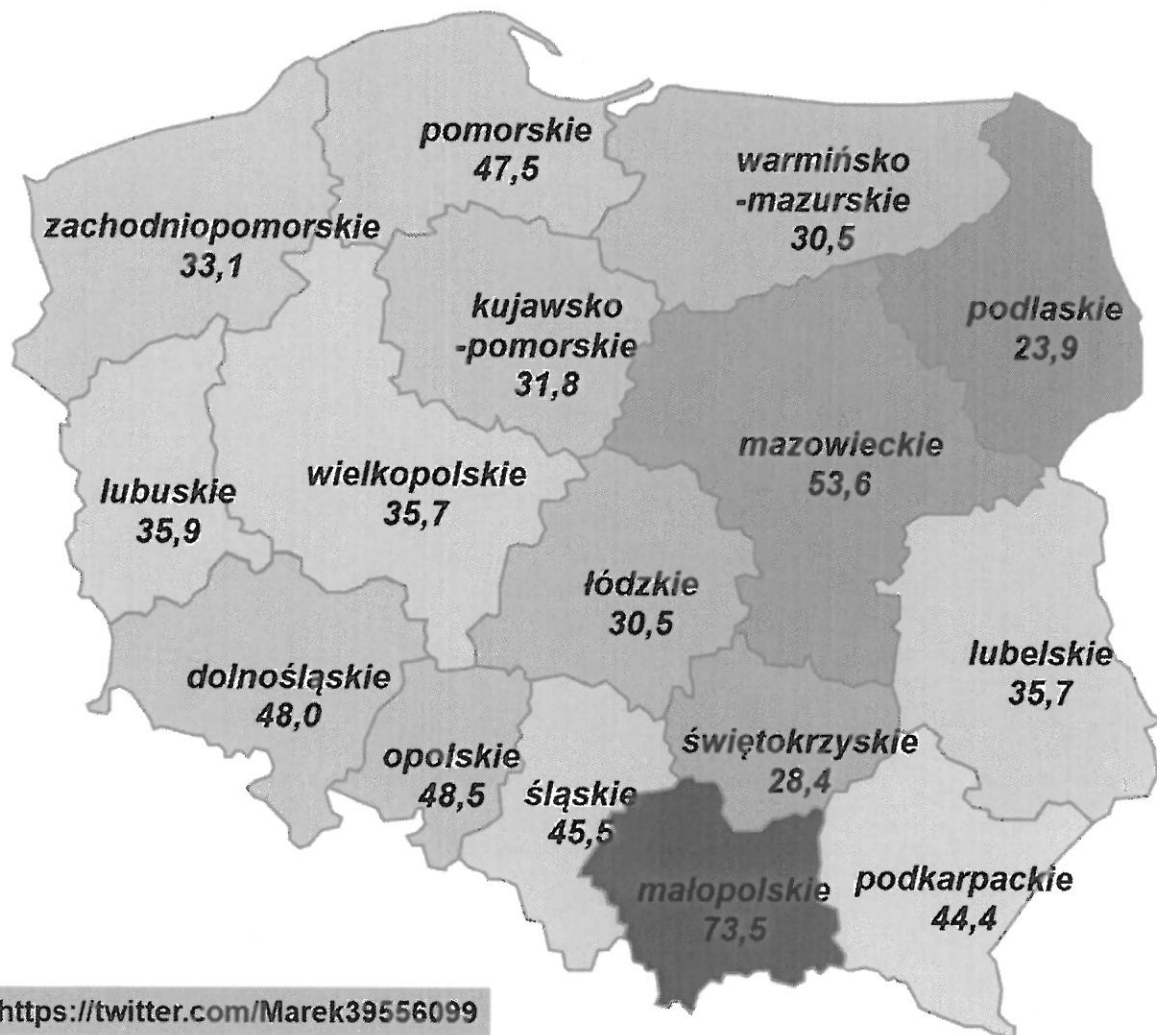 pomorskie
47,5
warmińsko
-mazurskie
30,5
zachodniopomorskie
33,1
kujawsko
-pomorskie
31,8
podlaskie
23,9
mazowieckie
53,6
wielkopolskie
35,7
lubuskie
35,9
łódzkie
30,5
lubelskie
35,7
dolnośląskie
48,0
opolskie
48,5
świętokrzyskie
28,4
śląskie
45,5
małopolskie
73,5
podkarpackie
44,4
https://twitter.com/Marek39556099